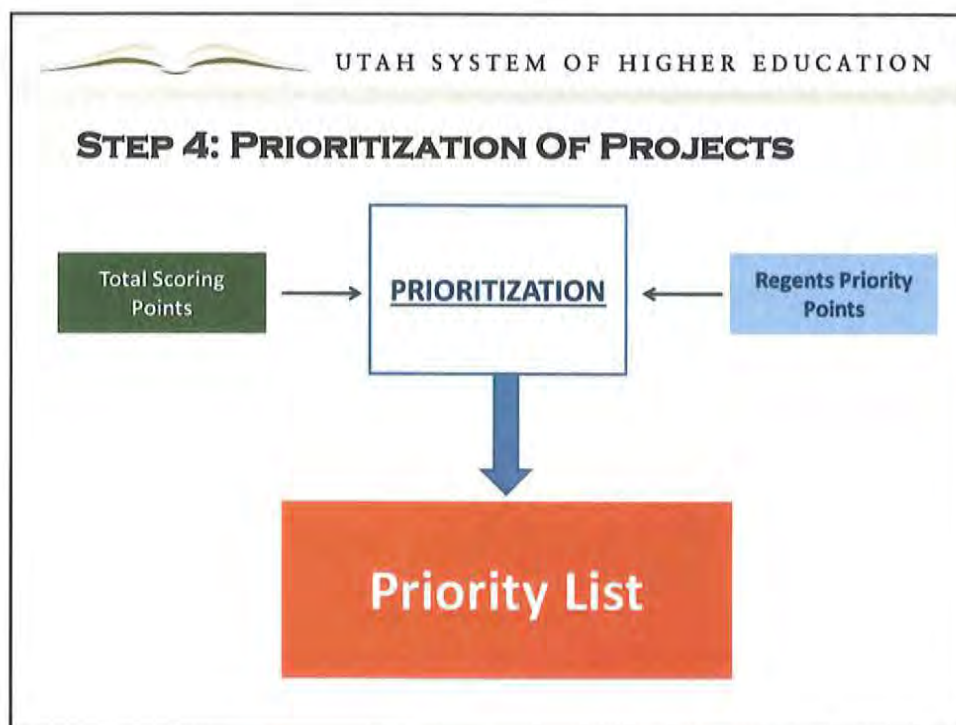 UTAH SYSTEM OF HIGHER EDUCATION
STEP 4: PRIORITIZATION OF PROJECTS
Total Scoring
Points
PRIORITIZATION
Regents Priority
Points
Priority List